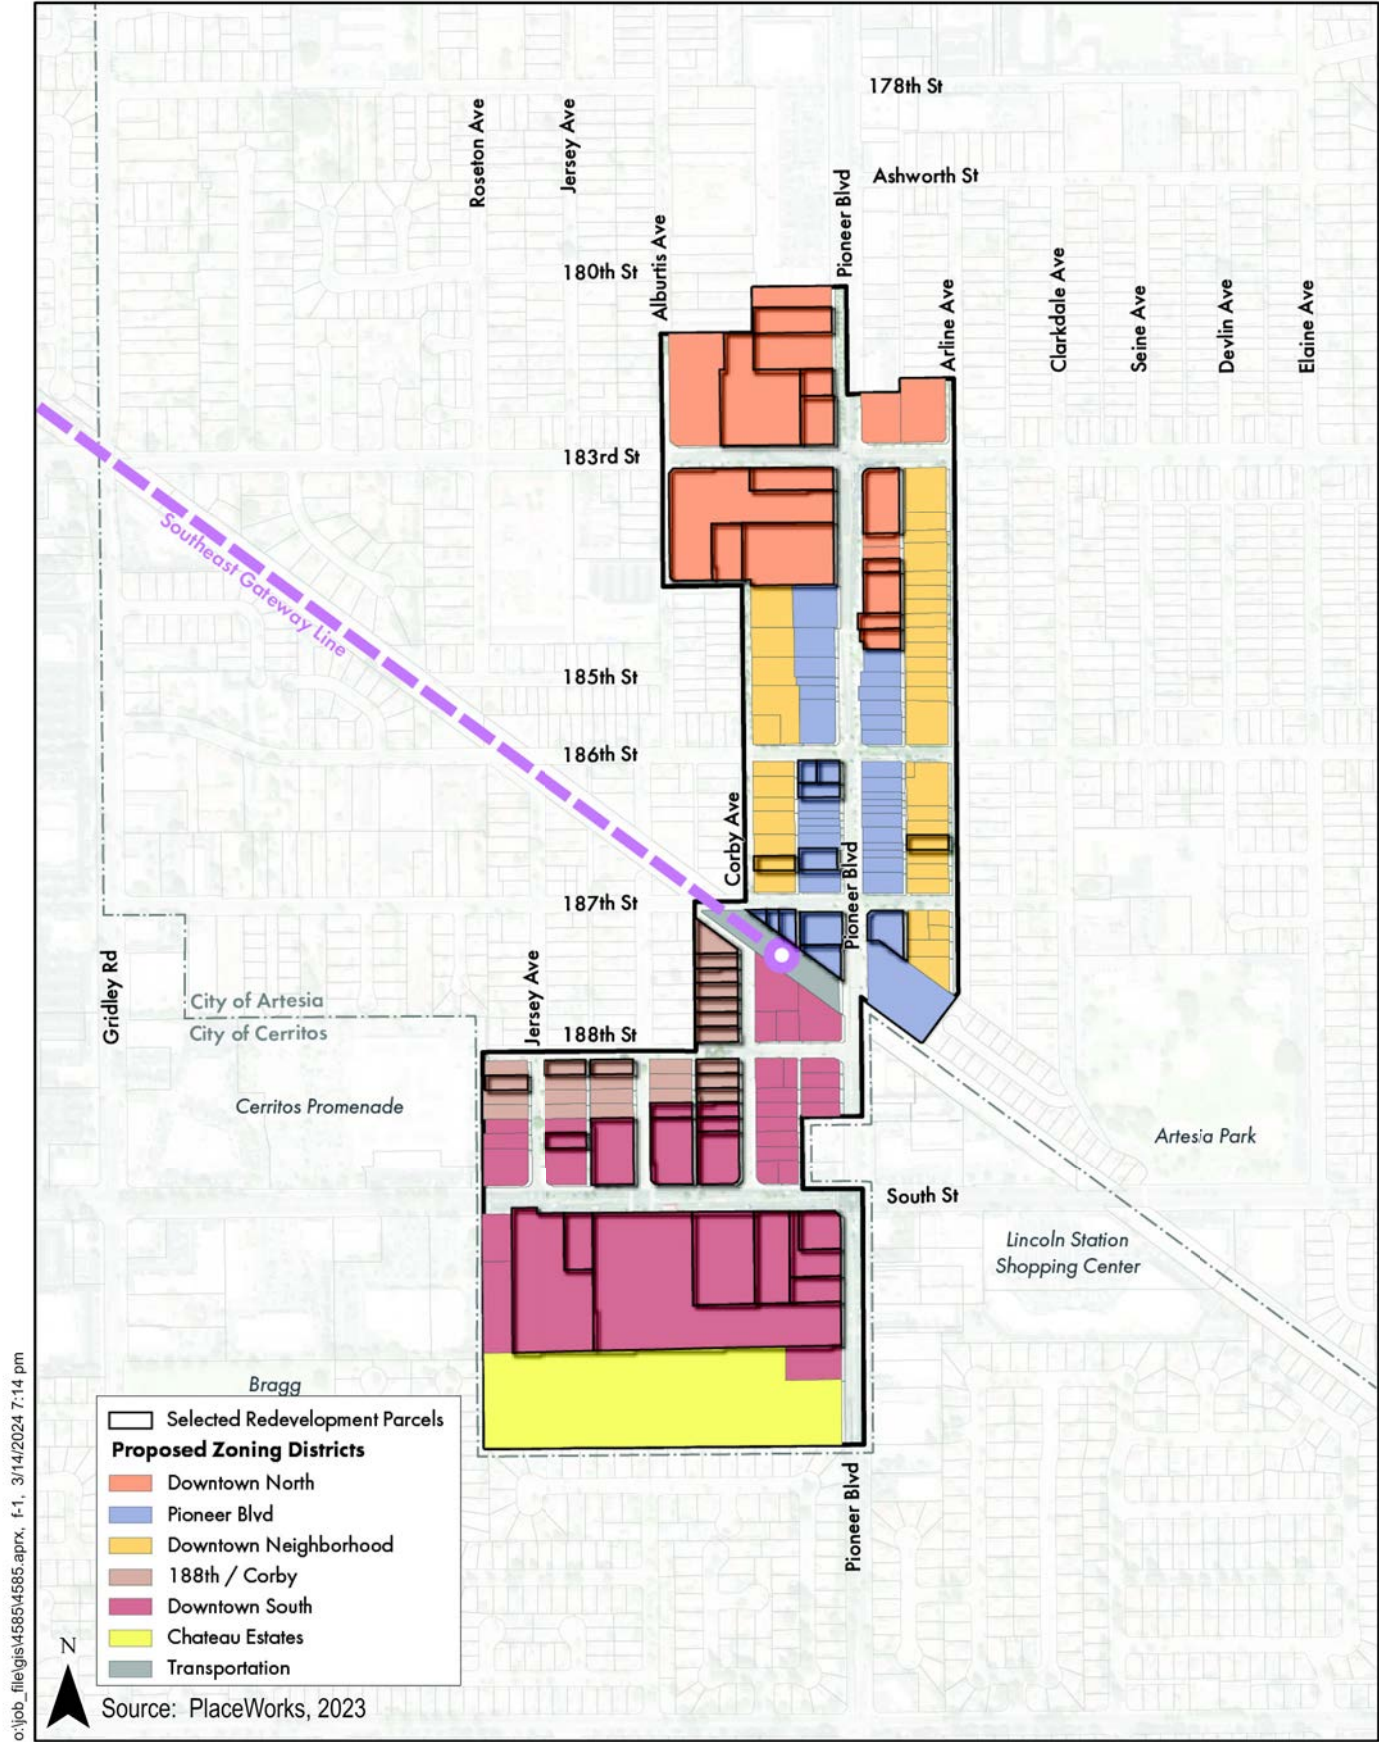 178th St
Ashworth St
Roseton Ave
Jersey Ave
Pioneer Blvd
Alburtis Ave
180th St
Arline Ave
Clarkdale Ave
Seine Ave
Devlin Ave
Elaine Ave
183rd St
Southeast Gateway Line
185th St
186th St
Corby Ave
Pioneer Blvd
187th St
Gridley Rd
Jersey Ave
City of Artesia
City of Cerritos
188th St
Cerritos Promenade
Artesia Park
South St
Lincoln Station
Shopping Center
Bragg
Selected Redevelopment Parcels
Proposed Zoning Districts
Downtown North
Pioneer Blvd
Downtown Neighborhood
188th / Corby
Downtown South
Chateau Estates
Transportation
Pioneer Blvd
N
Source: PlaceWorks, 2023
o:\job_file\gis\4585\4585.aprx, f-1, 3/14/2024 7:14 pm